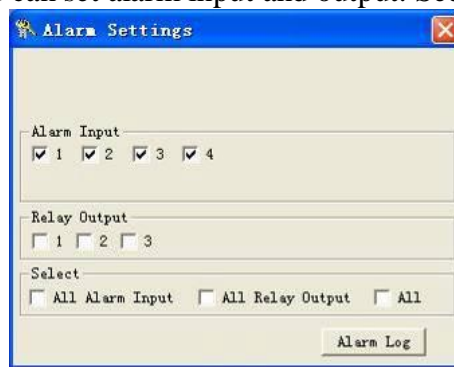 can set alarm input and output.
Alarm Settings
Alarm Input
1 2 3 4
Relay Output
1 2 3
Select
All Alarm Input All Relay Output All
Alarm Log